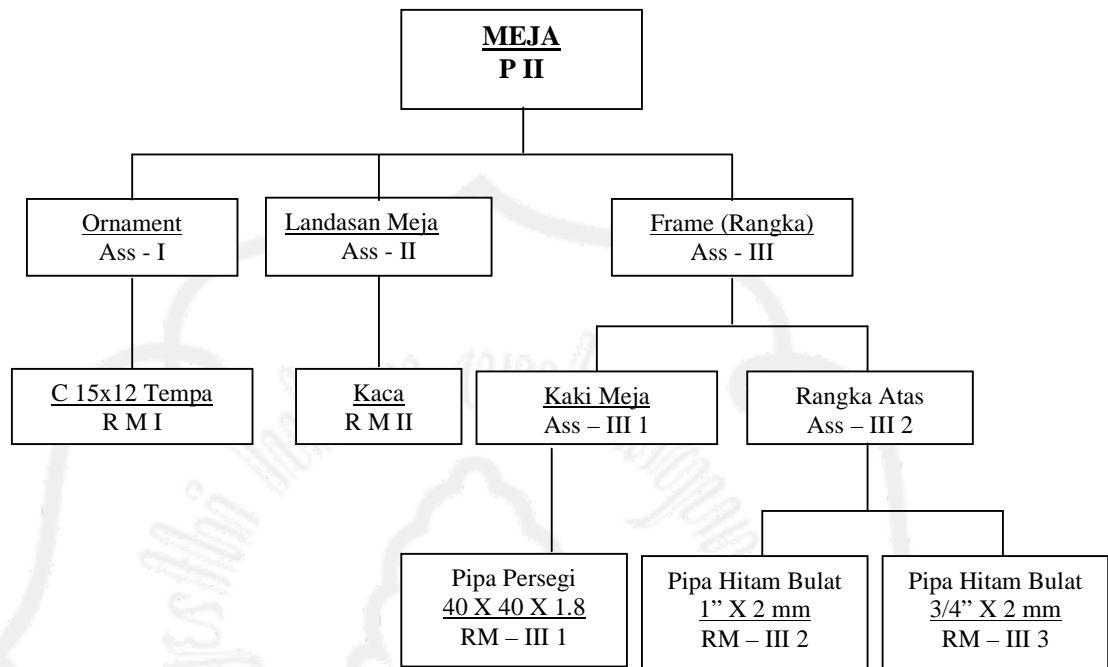 MEJA
P II
Ornament
Ass - I
Landasan Meja
Ass - II
Frame (Rangka)
Ass - III
C 15x12 Tempa
R M I
Kaca
R M II
Kaki Meja
Ass – III 1
Rangka Atas
Ass – III 2
Pipa Persegi
40 X 40 X 1.8
RM – III 1
Pipa Hitam Bulat
1” X 2 mm
RM – III 2
Pipa Hitam Bulat
3/4” X 2 mm
RM – III 3